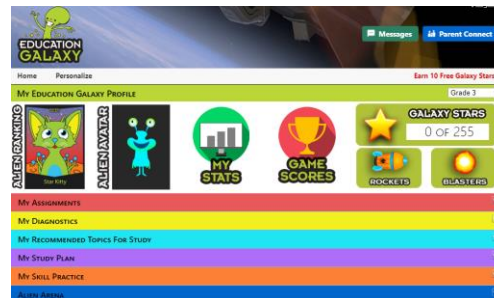 EDUCATION
GALAXY
Messages
Parent Connect
Home Personalize
Earn 10 Free Galaxy Stars
MY EDUCATION GALAXY PROFILE
Grade 3
ALIEN RANKING
Star Kitty
ALIEN AVATAR
MY
STATS
GAME
SCORES
GALAXY STARS
0 OF 255
ROCKETS
BLASTERS
MY ASSIGNMENTS
MY DIAGNOSTICS
MY RECOMMENDED TOPICS FOR STUDY
MY STUDY PLAN
MY SKILL PRACTICE
ALIEN ARENA